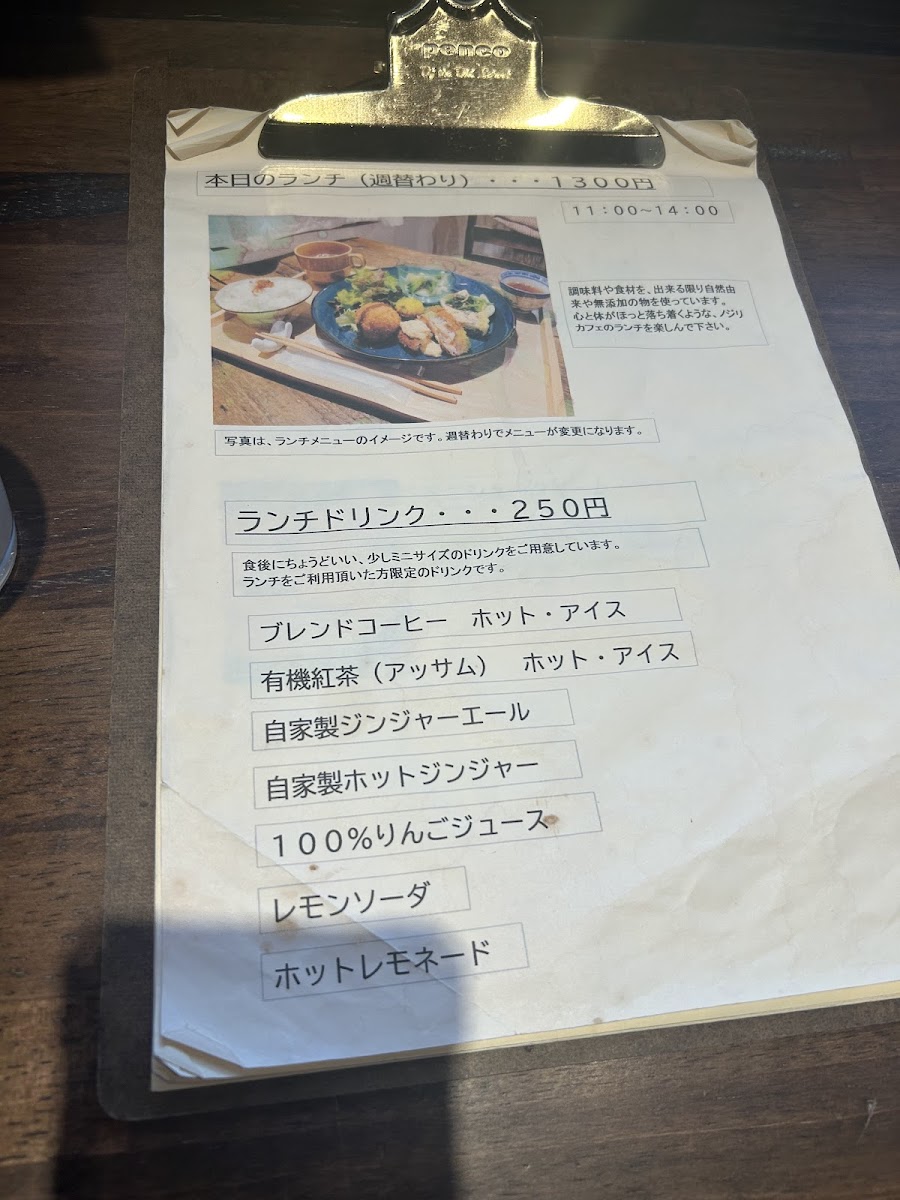 penco
本日のランチ（週替わり）・・・１３００円
１１：００~１４：００
調味料や食材を、出来る限り自然由
来や無添加の物を使っています。
心と体がほっと落ち着くような、ノジリ
カフェのランチを楽しんで下さい。
写真は、ランチメニューのイメージです。週替わりでメニューが変更になります。
ランチドリンク・・・２５０円
食後にちょうどいい、少しミニサイズのドリンクをご用意しています。
ランチをご利用頂いた方限定のドリンクです。
ブレンドコーヒー　ホット・アイス
有機紅茶（アッサム）　ホット・アイス
自家製ジンジャーエール
自家製ホットジンジャー
１００％りんごジュース
レモンソーダ
ホットレモネード